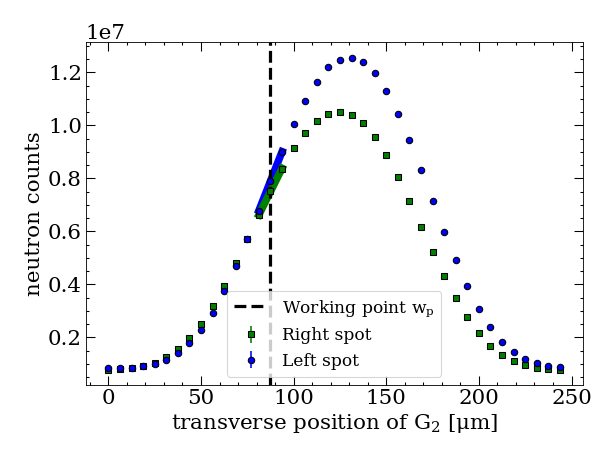 1e7
1.2
1.0
0.8
0.6
0.4
0.2
neutron counts
Working point wₚ
Right spot
Left spot
0 50 100 150 200 250
transverse position of G₂ [μm]